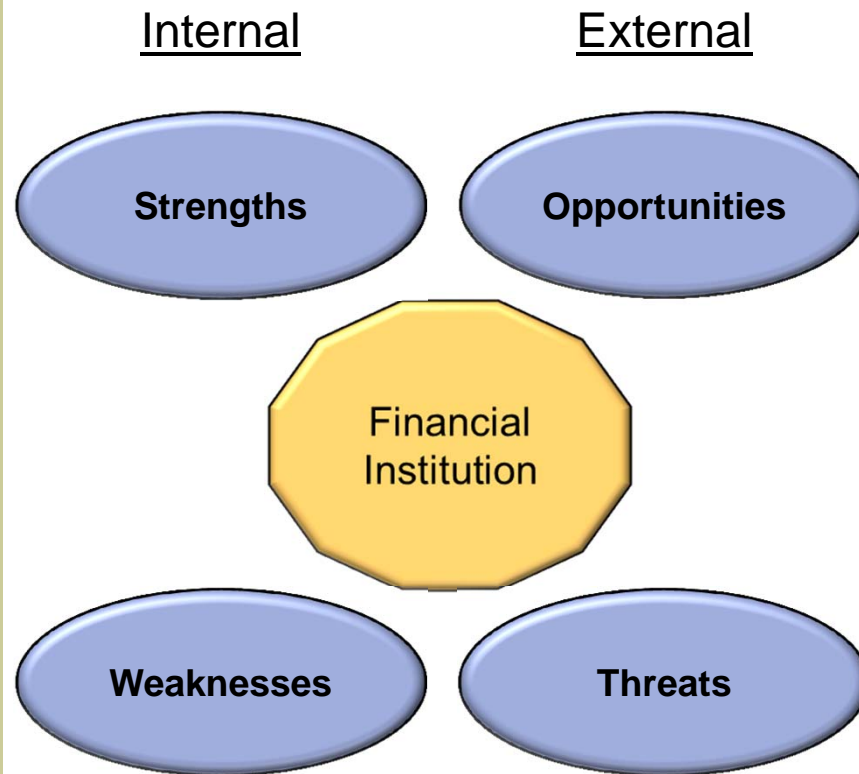 Internal
External
Strengths
Opportunities
Financial
Institution
Weaknesses
Threats